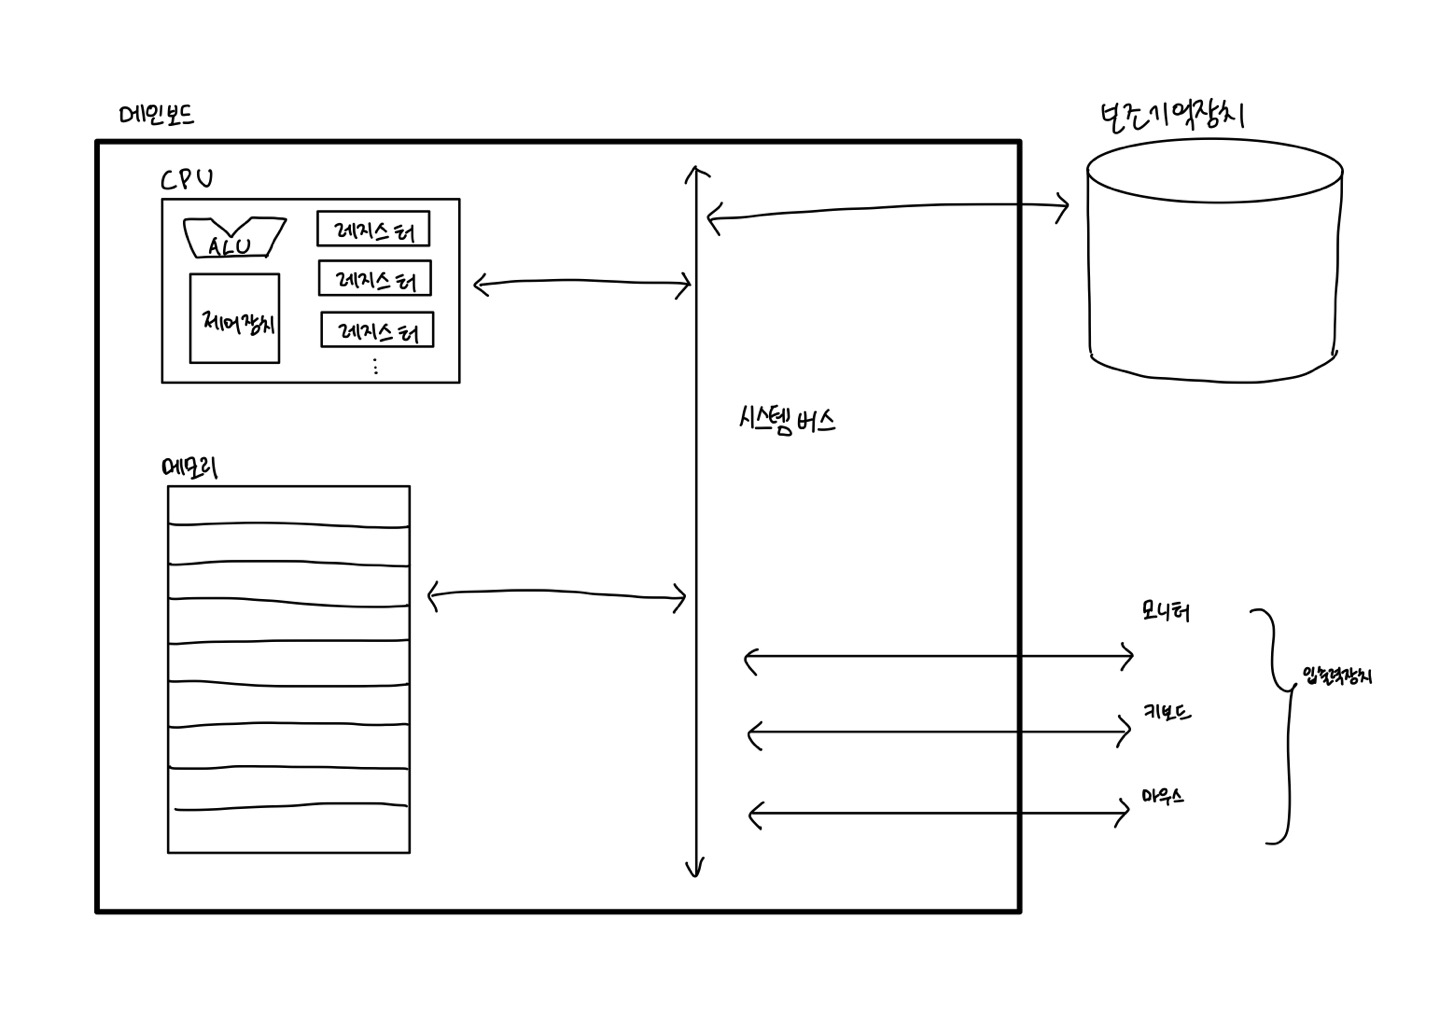 메인보드
보조기억장치
CPU
ALU
레지스터
레지스터
제어장치
레지스터
시스템 버스
메모리
모니터
입출력장치
키보드
마우스